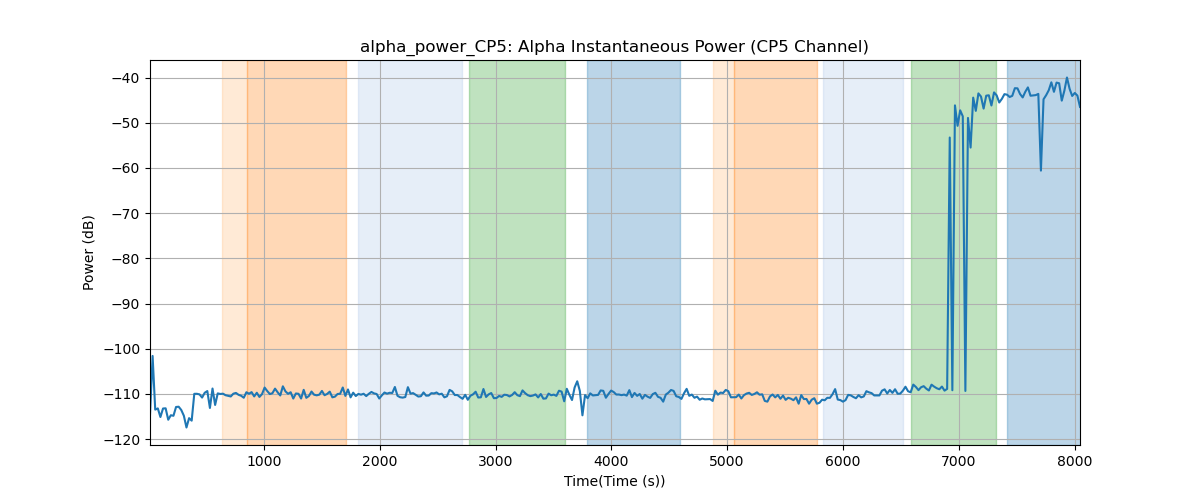 alpha_power_CP5: Alpha Instantaneous Power (CP5 Channel)
Power (dB)
−40
−50
−60
−70
−80
−90
−100
−110
−120
1000 2000 3000 4000 5000 6000 7000 8000
Time(Time (s))